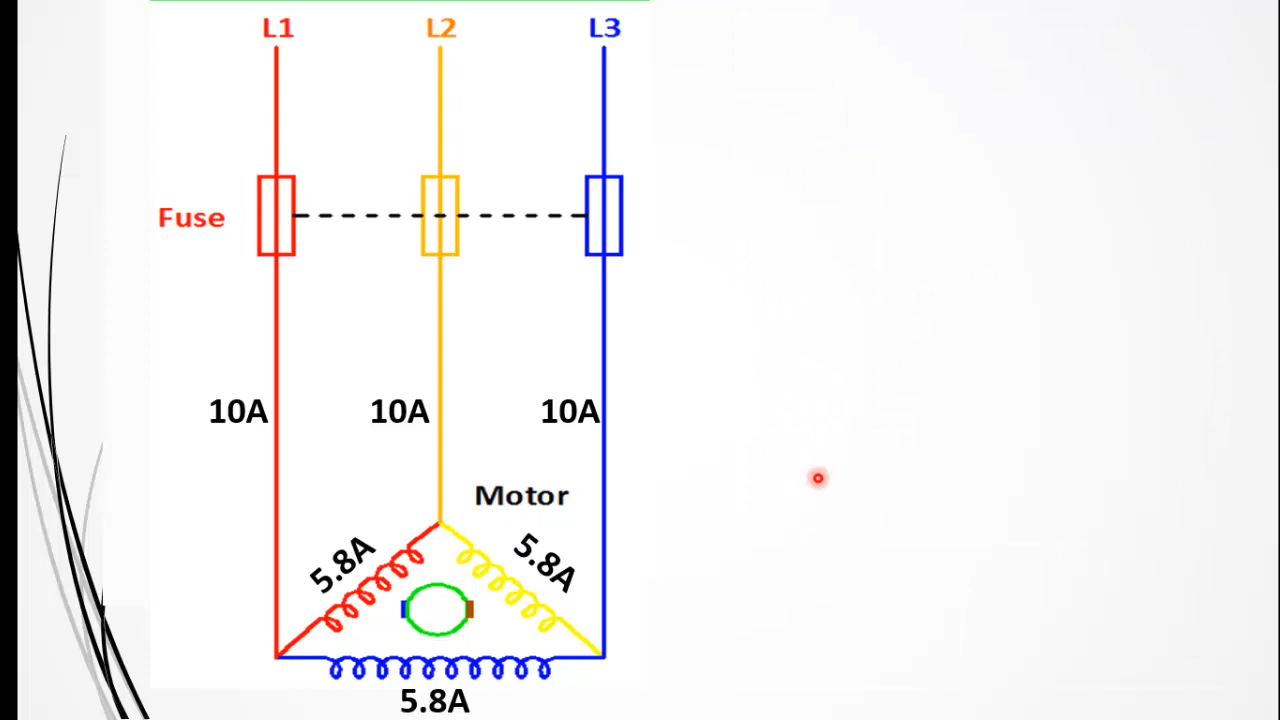 L1 L2 L3
Fuse
10A 10A 10A
Motor
5.8A 5.8A
5.8A